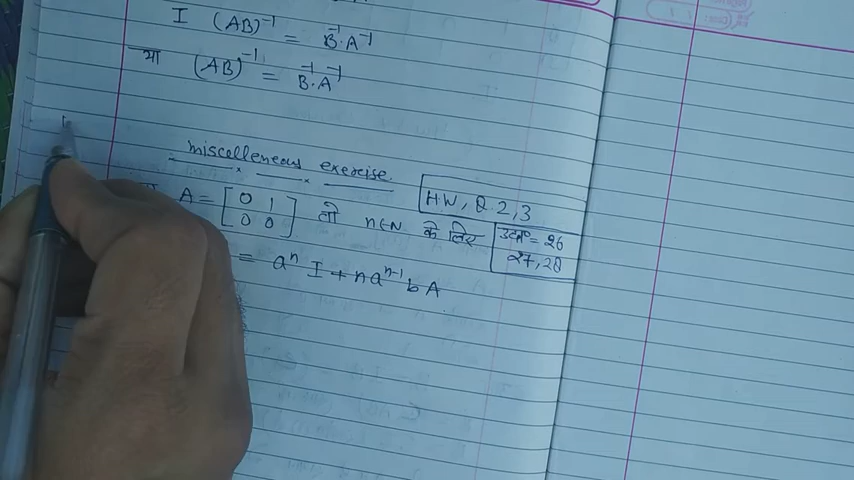 I (AB)⁻¹ = B⁻¹.A⁻¹
या (AB)⁻¹ = B⁻¹.A⁻¹
miscelleneous exercise.
A = [0 1 तो n∈N के लिए
0 0]
= aⁿ I + n aⁿ⁻¹ b A
HW, Q 2,3
उदा० = 26
27, 28